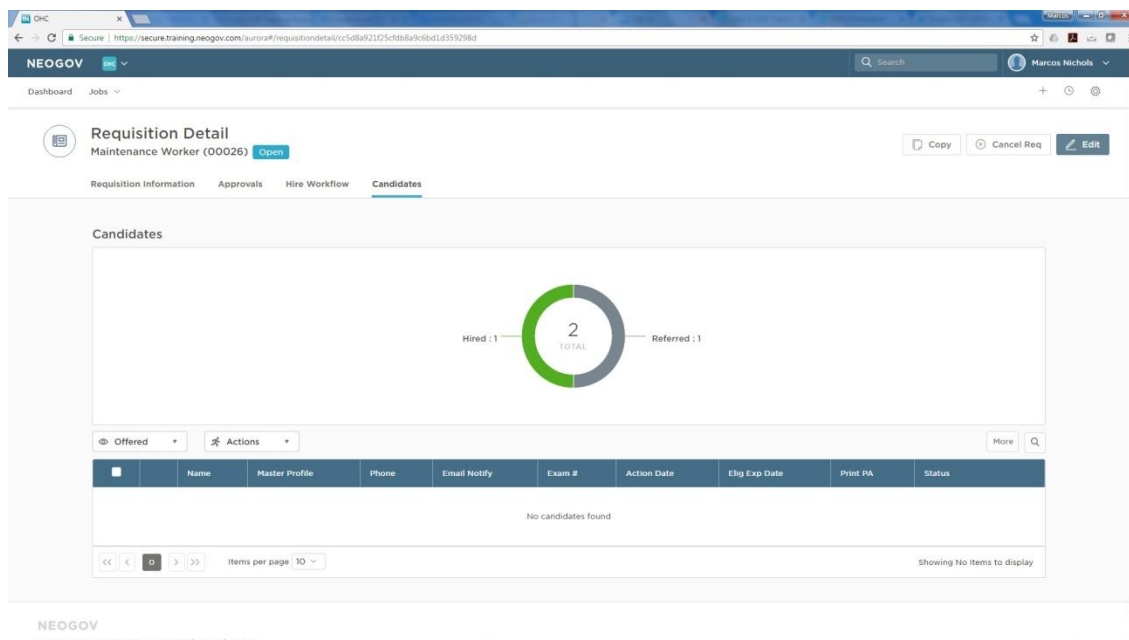 OHC
Marcos
Secure | https://secure.training.neogov.com/aurora#/requisitiondetail/cc5d8a921f25cfdb8a9c6bd1d359298d
NEOGOV OHC Search Marcos Nichols
Dashboard Jobs
Requisition Detail
Maintenance Worker (00026) Open
Copy Cancel Req Edit
Requisition Information Approvals Hire Workflow Candidates
Candidates
Hired : 1 2 TOTAL Referred : 1
Offered Actions More
Name Master Profile Phone Email Notify Exam # Action Date Elig Exp Date Print PA Status
No candidates found
<< < 0 > >> Items per page 10 Showing No Items to display
NEOGOV